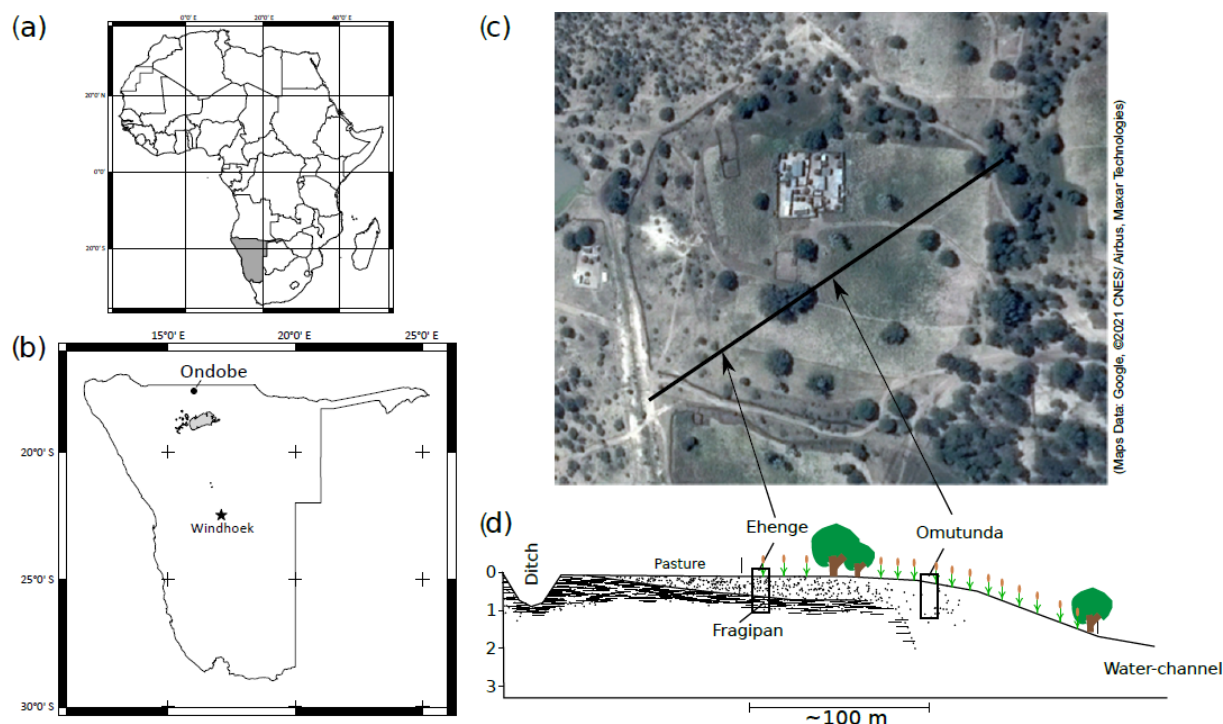 (a)
0°0'E
20°0'E
40°0'E
20°0'N
0°0'
20°0'S
(b)
15°0' E
20°0' E
25°0' E
Ondobe
20°0' S
Windhoek
25°0' S
30°0' S
(c)
(Maps Data: Google, ©2021 CNES/ Airbus, Maxar Technologies)
(d)
Ehenge
Omutunda
Ditch
Pasture
0
1
2
3
Fragipan
Water-channel
~100 m